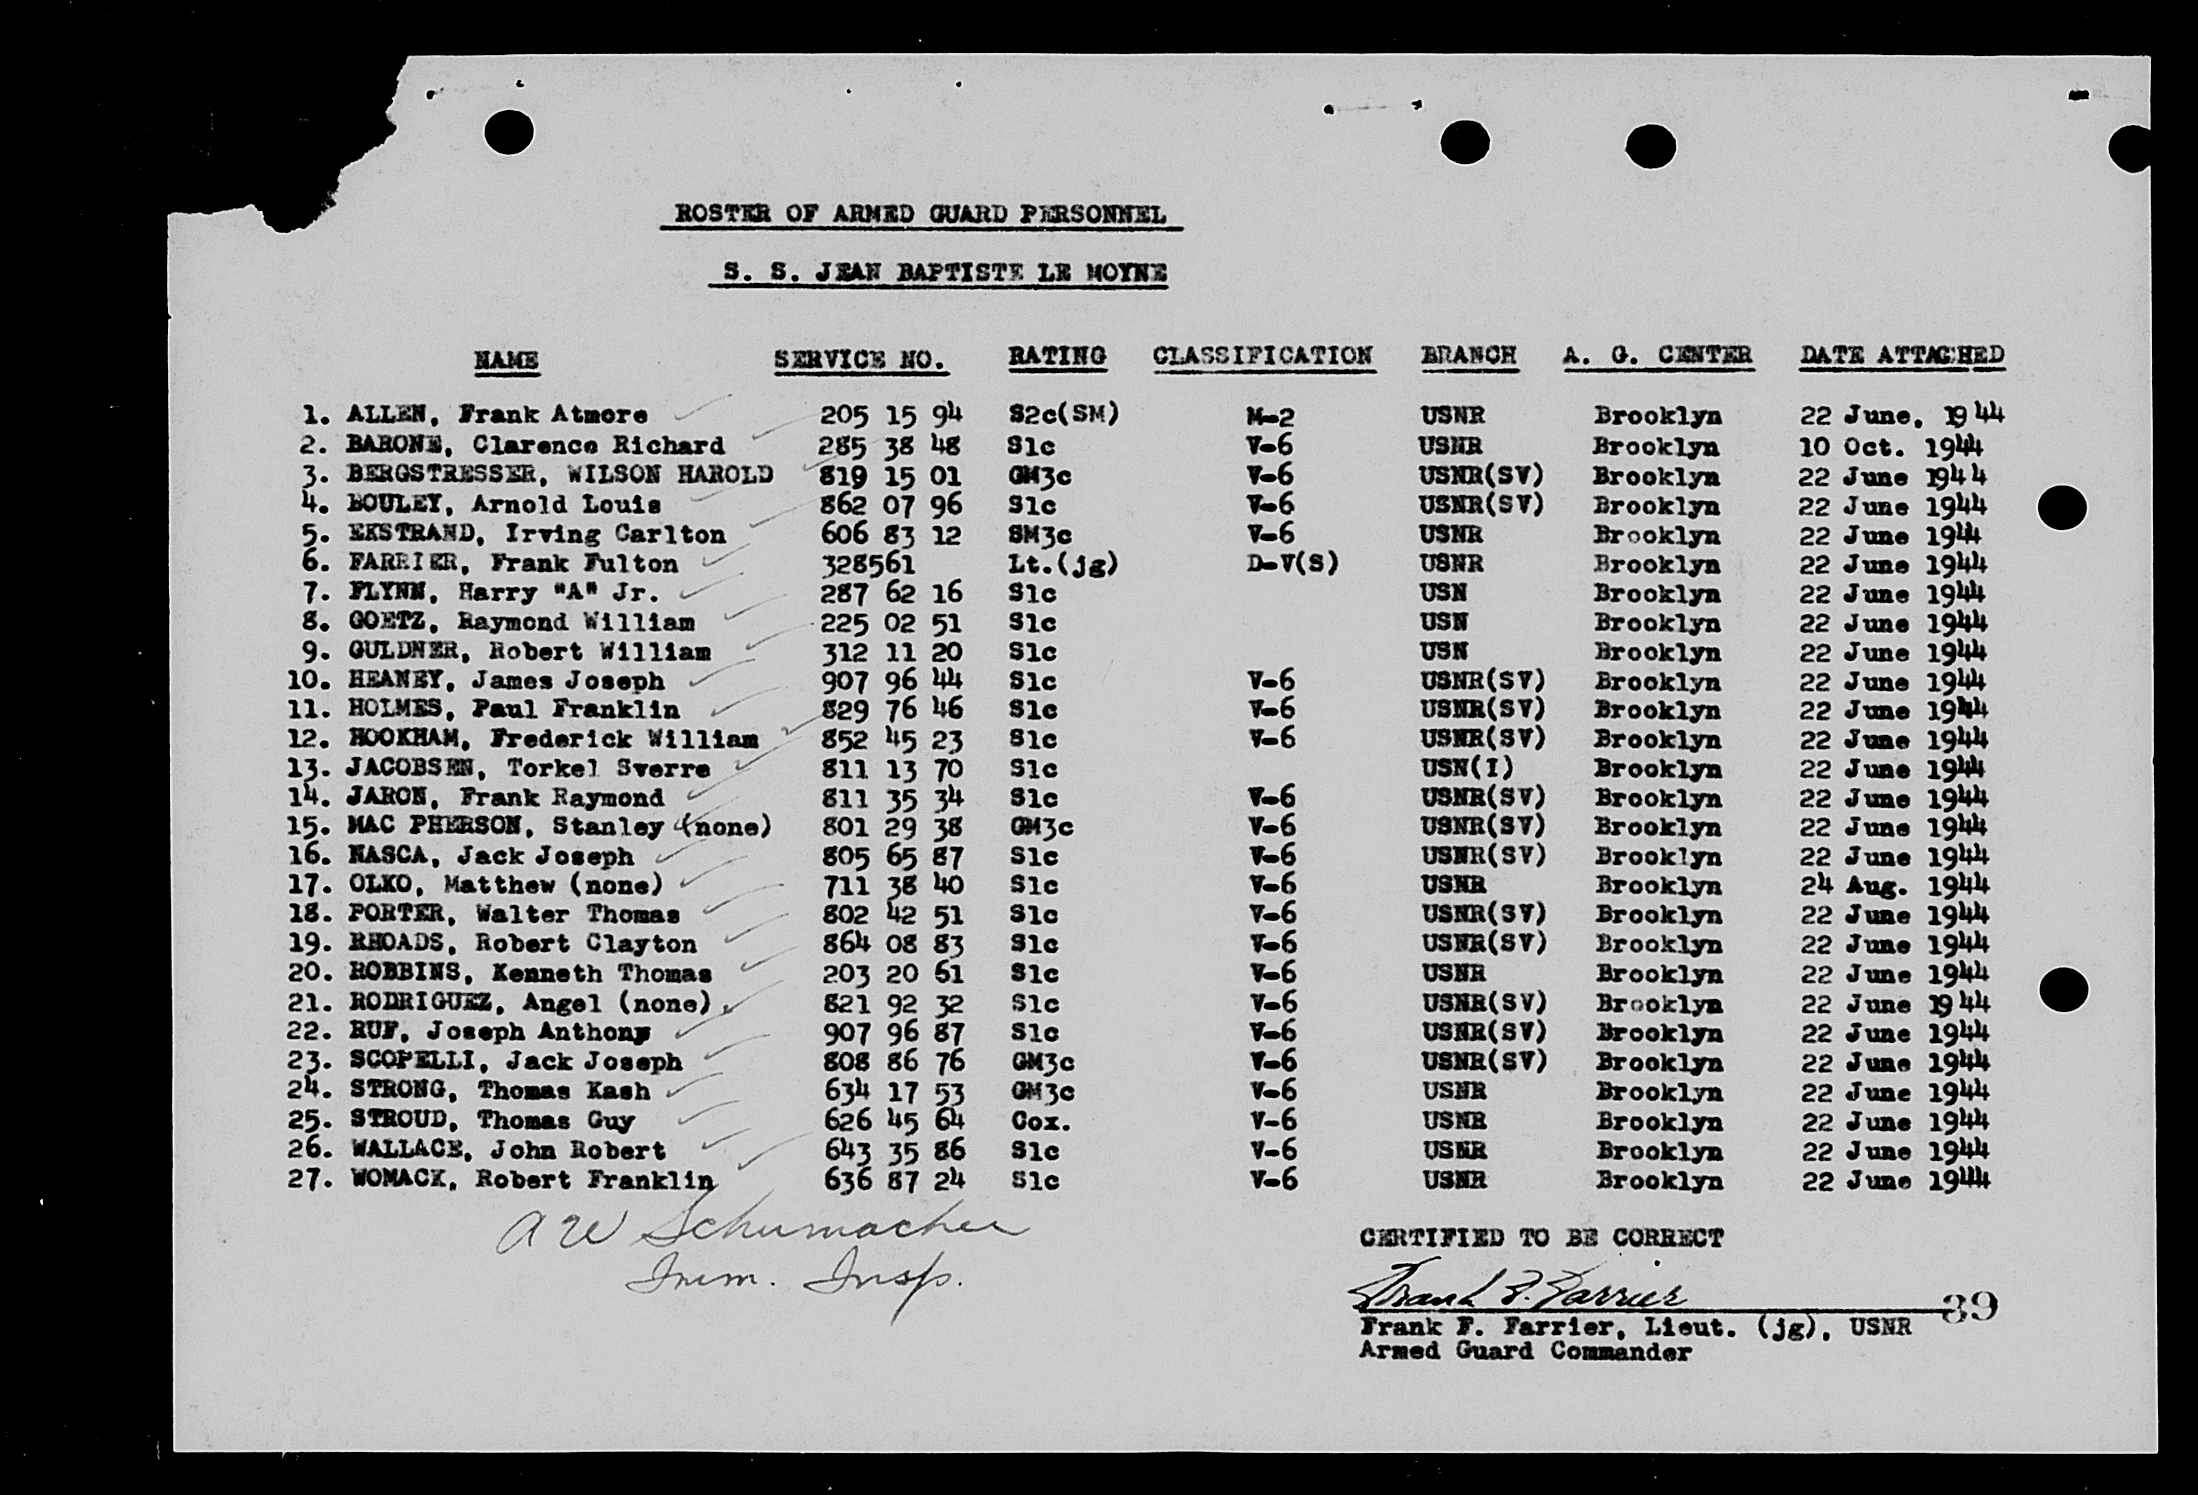 ROSTER OF ARMED GUARD PERSONNEL
S. S. JEAN BAPTISTE LE MOYNE
NAME SERVICE NO. RATING CLASSIFICATION BRANCH A. G. CENTER DATE ATTACHED
1. ALLEN, Frank Atmore 205 15 94 S2c(SM) M-2 USNR Brooklyn 22 June, 1944
2. BARONE, Clarence Richard 285 38 48 S1c V-6 USNR Brooklyn 10 Oct. 1944
3. BERGSTRESSER, WILSON HAROLD 819 15 01 GM3c V-6 USNR(SV) Brooklyn 22 June 1944
4. BOULEY, Arnold Louis 862 07 96 S1c V-6 USNR(SV) Brooklyn 22 June 1944
5. EKSTRAND, Irving Carlton 606 83 12 SM3c V-6 USNR Brooklyn 22 June 1944
6. FARRIER, Frank Fulton 328561 Lt.(jg) D-V(S) USNR Brooklyn 22 June 1944
7. FLYNN, Harry "A" Jr. 287 62 16 S1c USN Brooklyn 22 June 1944
8. GOETZ, Raymond William 225 02 51 S1c USN Brooklyn 22 June 1944
9. GULDNER, Robert William 312 11 20 S1c USN Brooklyn 22 June 1944
10. HEANEY, James Joseph 907 96 44 S1c V-6 USNR(SV) Brooklyn 22 June 1944
11. HOLMES, Paul Franklin 829 76 46 S1c V-6 USNR(SV) Brooklyn 22 June 1944
12. HOOKHAM, Frederick William 852 45 23 S1c V-6 USNR(SV) Brooklyn 22 June 1944
13. JACOBSEN, Torkel Sverre 811 13 70 S1c USN(I) Brooklyn 22 June 1944
14. JARON, Frank Raymond 811 35 34 S1c V-6 USNR(SV) Brooklyn 22 June 1944
15. MAC PHERSON, Stanley (none) 801 29 38 GM3c V-6 USNR(SV) Brooklyn 22 June 1944
16. NASCA, Jack Joseph 805 65 87 S1c V-6 USNR(SV) Brooklyn 22 June 1944
17. OLKO, Matthew (none) 711 38 40 S1c V-6 USNR Brooklyn 24 Aug. 1944
18. PORTER, Walter Thomas 802 42 51 S1c V-6 USNR(SV) Brooklyn 22 June 1944
19. RHOADS, Robert Clayton 864 08 83 S1c V-6 USNR(SV) Brooklyn 22 June 1944
20. ROBBINS, Kenneth Thomas 203 20 61 S1c V-6 USNR Brooklyn 22 June 1944
21. RODRIGUEZ, Angel (none) 821 92 32 S1c V-6 USNR(SV) Brooklyn 22 June 1944
22. RUF, Joseph Anthony 907 96 87 S1c V-6 USNR(SV) Brooklyn 22 June 1944
23. SCOPELLI, Jack Joseph 808 86 76 GM3c V-6 USNR(SV) Brooklyn 22 June 1944
24. STRONG, Thomas Kash 634 17 53 GM3c V-6 USNR Brooklyn 22 June 1944
25. STROUD, Thomas Guy 626 45 64 Cox. V-6 USNR Brooklyn 22 June 1944
26. WALLACE, John Robert 643 35 86 S1c V-6 USNR Brooklyn 22 June 1944
27. WOMACK, Robert Franklin 636 87 24 S1c V-6 USNR Brooklyn 22 June 1944
A W Schumacher
Imm. Insp.
CERTIFIED TO BE CORRECT
Frank F. Farrier
39
Frank F. Farrier, Lieut. (jg), USNR
Armed Guard Commander